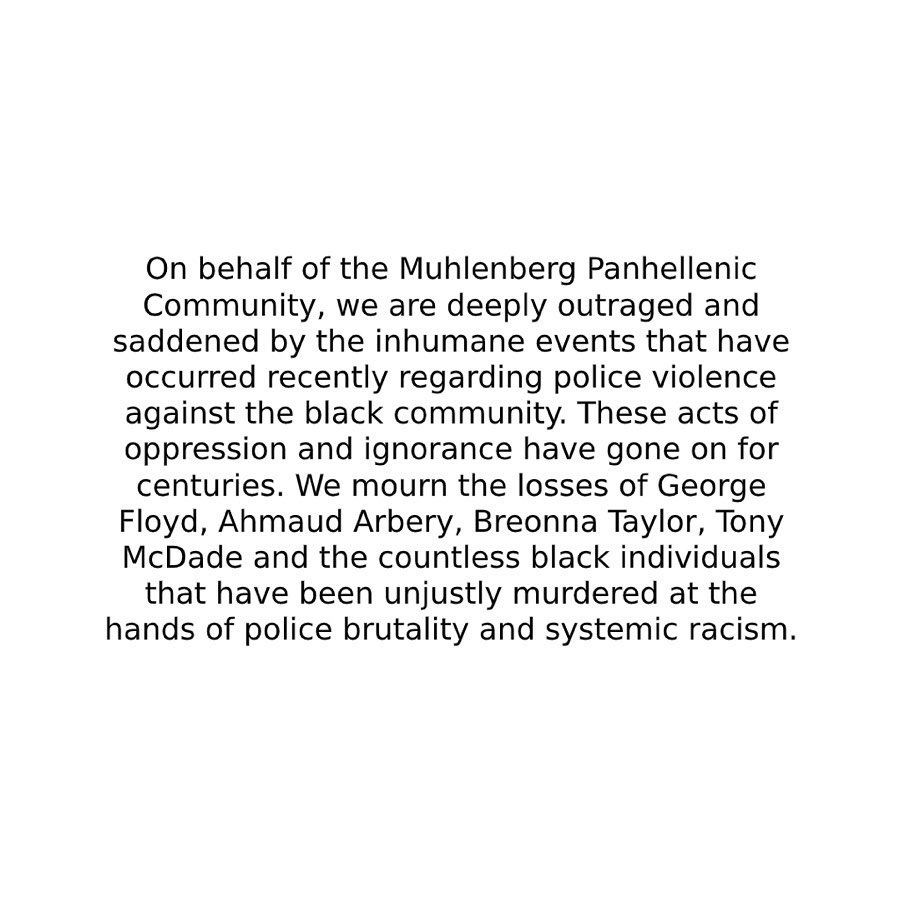 On behalf of the Muhlenberg Panhellenic
Community, we are deeply outraged and
saddened by the inhumane events that have
occurred recently regarding police violence
against the black community. These acts of
oppression and ignorance have gone on for
centuries. We mourn the losses of George
Floyd, Ahmaud Arbery, Breonna Taylor, Tony
McDade and the countless black individuals
that have been unjustly murdered at the
hands of police brutality and systemic racism.